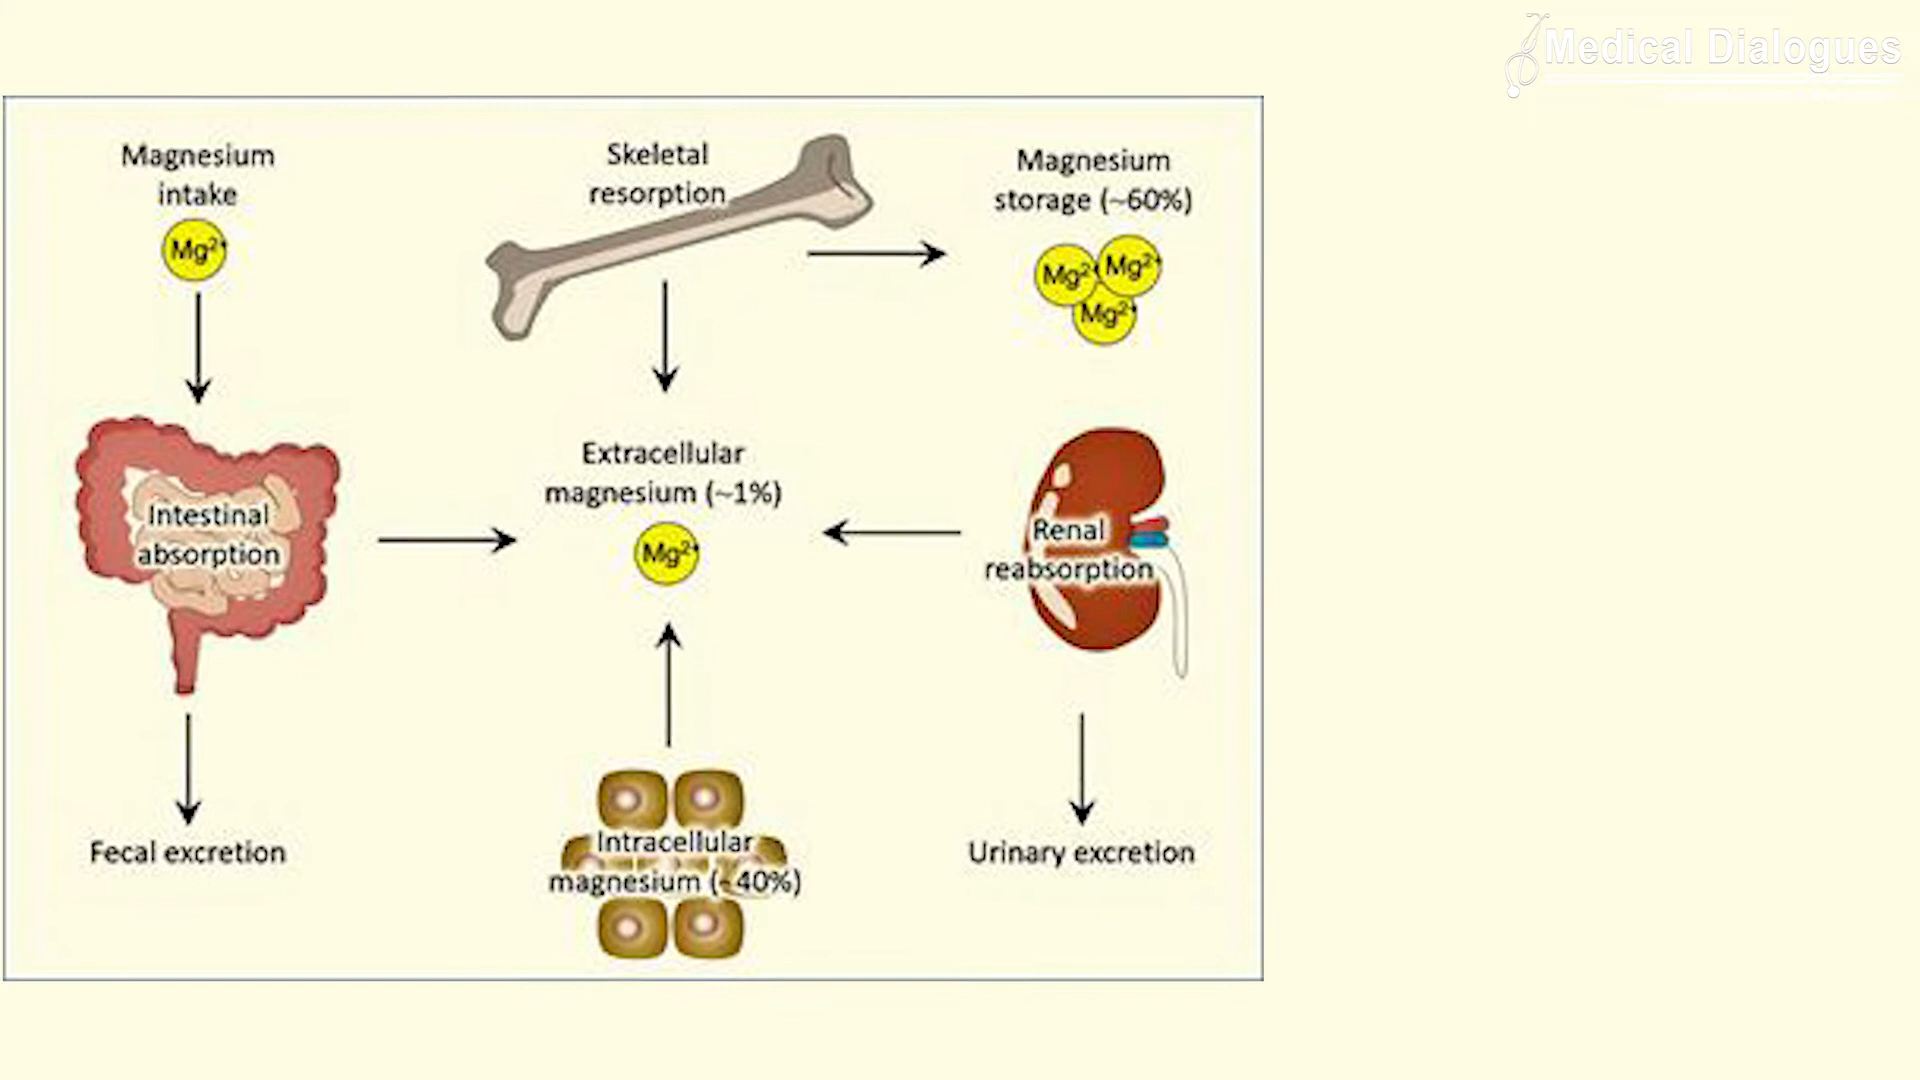 Medical Dialogues
Magnesium
intake
Mg2+
Skeletal
resorption
Magnesium
storage (~60%)
Mg2+
Mg2+
Mg2+
Intestinal
absorption
Extracellular
magnesium (~1%)
Mg2+
Renal
reabsorption
Fecal excretion
Intracellular
magnesium (~40%)
Urinary excretion